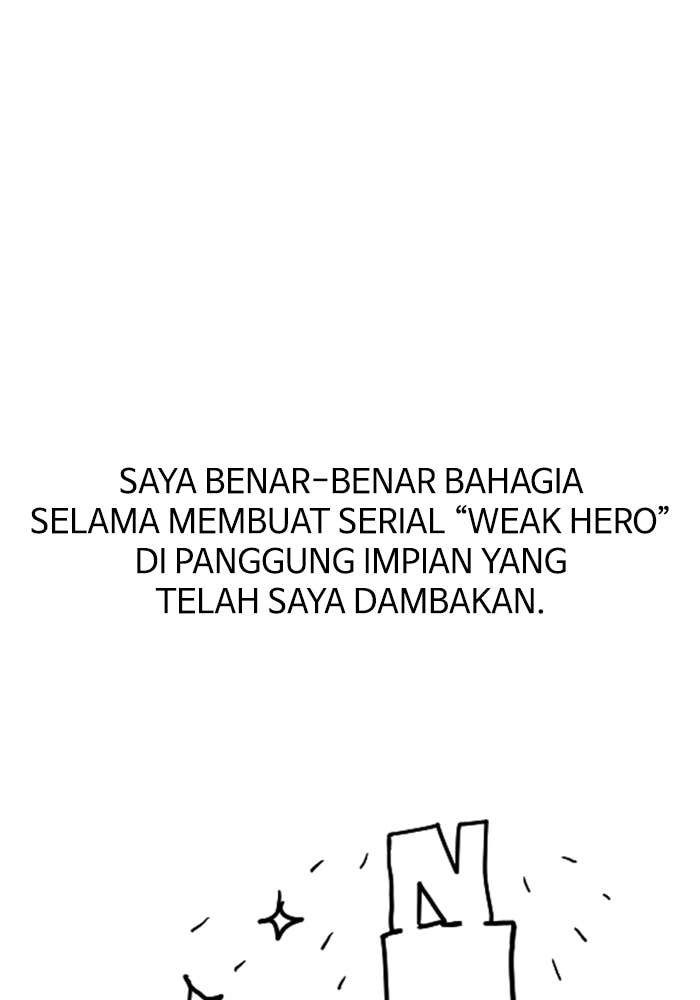 SAYA BENAR-BENAR BAHAGIA
SELAMA MEMBUAT SERIAL “WEAK HERO”
DI PANGGUNG IMPIAN YANG
TELAH SAYA DAMBAKAN.
N